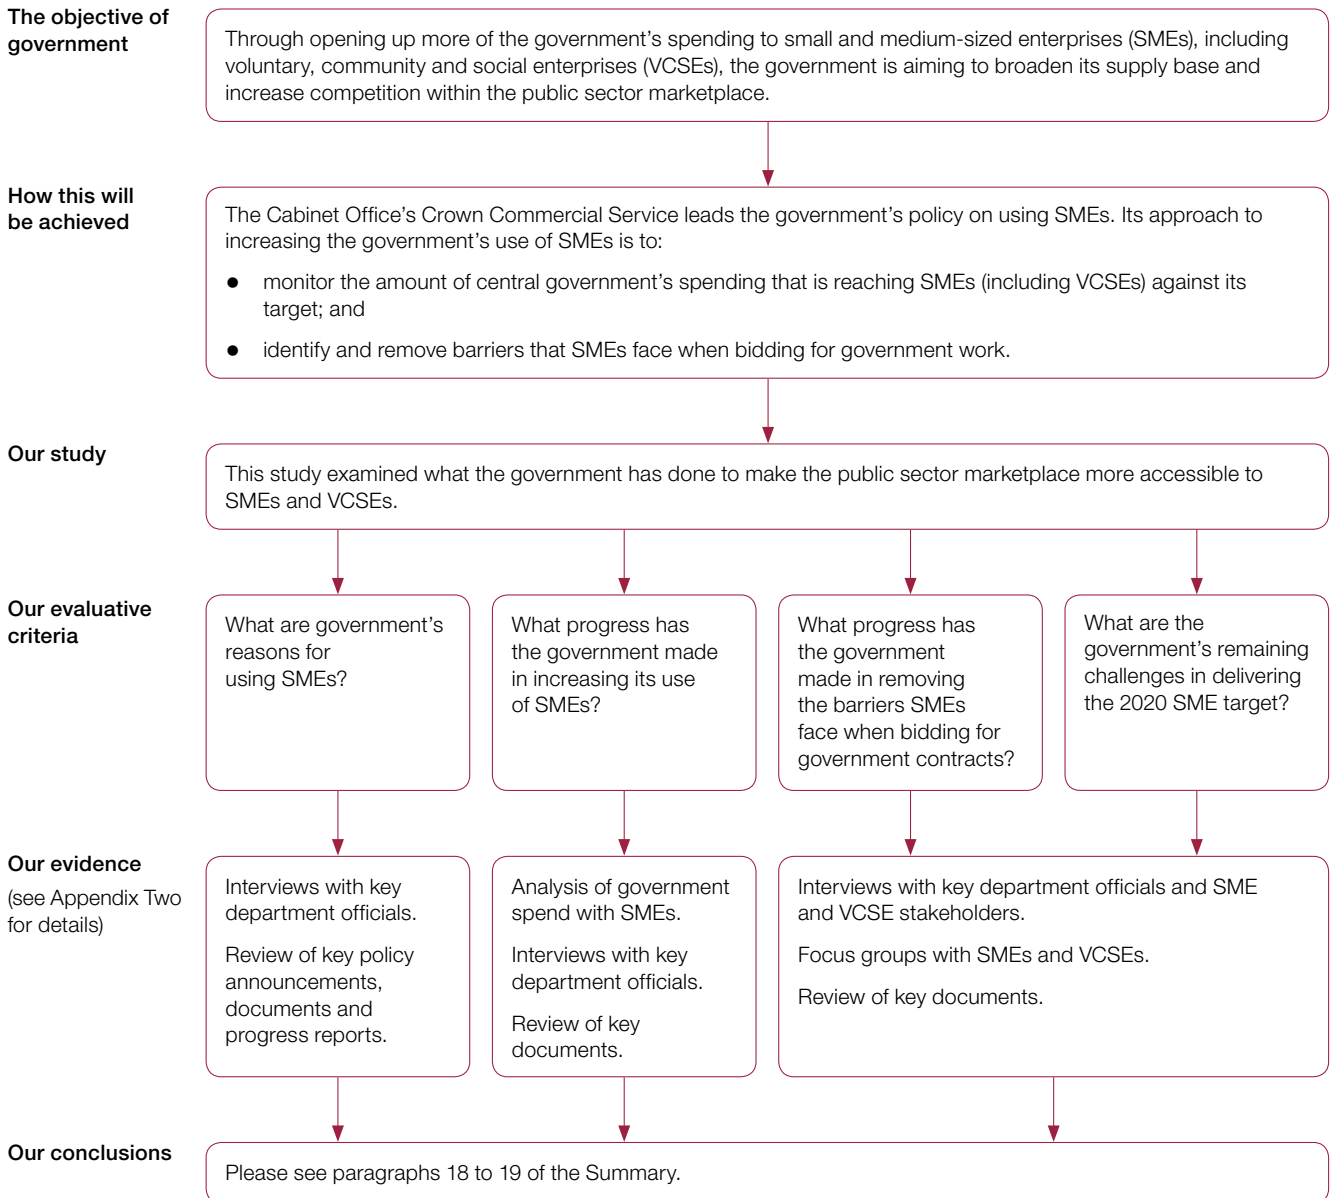 The objective of
government
Through opening up more of the government’s spending to small and medium-sized enterprises (SMEs), including
voluntary, community and social enterprises (VCSEs), the government is aiming to broaden its supply base and
increase competition within the public sector marketplace.
How this will
be achieved
The Cabinet Office’s Crown Commercial Service leads the government’s policy on using SMEs. Its approach to
increasing the government’s use of SMEs is to:
● monitor the amount of central government’s spending that is reaching SMEs (including VCSEs) against its
target; and
● identify and remove barriers that SMEs face when bidding for government work.
Our study
This study examined what the government has done to make the public sector marketplace more accessible to
SMEs and VCSEs.
Our evaluative
criteria
What are government’s
reasons for
using SMEs?
What progress has
the government made
in increasing its use
of SMEs?
What progress has
the government
made in removing
the barriers SMEs
face when bidding for
government contracts?
What are the
government’s remaining
challenges in delivering
the 2020 SME target?
Our evidence
(see Appendix Two
for details)
Interviews with key
department officials.
Review of key policy
announcements,
documents and
progress reports.
Analysis of government
spend with SMEs.
Interviews with key
department officials.
Review of key
documents.
Interviews with key department officials and SME
and VCSE stakeholders.
Focus groups with SMEs and VCSEs.
Review of key documents.
Our conclusions
Please see paragraphs 18 to 19 of the Summary.